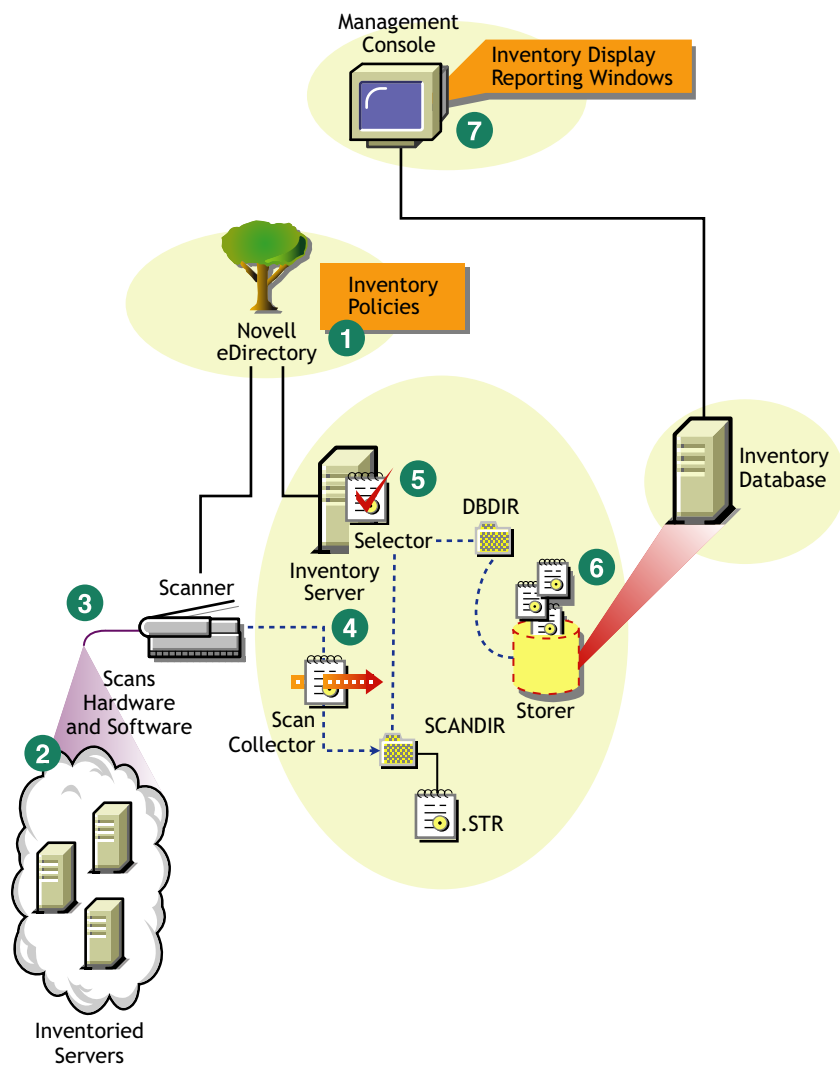 Management
Console
Inventory Display
Reporting Windows
7
Inventory
Policies
1
Novell
eDirectory
Inventory
Database
5
DBDIR
Selector
Inventory
Server
6
Scanner
3
4
Scans
Hardware
and Software
Scan
Collector
SCANDIR
Storer
2
.STR
Inventoried
Servers